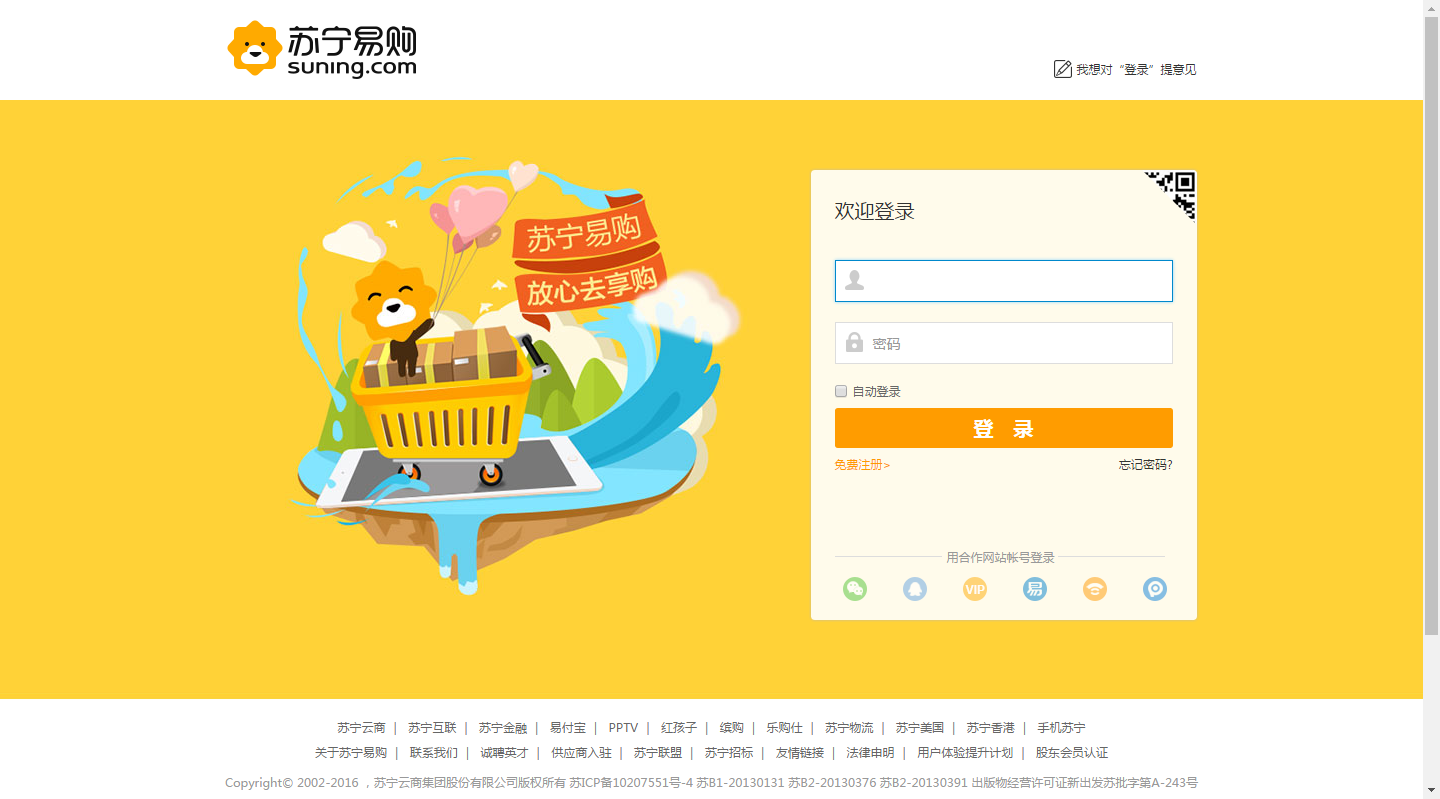 苏宁易购
suning.com
我想对“登录”提意见
苏宁易购
放心去享购
欢迎登录
密码
自动登录
登 录
免费注册>
忘记密码?
用合作网站帐号登录
VIP
易
苏宁云商 | 苏宁互联 | 苏宁金融 | 易付宝 | PPTV | 红孩子 | 缤购 | 乐购仕 | 苏宁物流 | 苏宁美国 | 苏宁香港 | 手机苏宁
关于苏宁易购 | 联系我们 | 诚聘英才 | 供应商入驻 | 苏宁联盟 | 苏宁招标 | 友情链接 | 法律申明 | 用户体验提升计划 | 股东会员认证
Copyright© 2002-2016 ，苏宁云商集团股份有限公司版权所有 苏ICP备10207551号-4 苏B1-20130131 苏B2-20130376 苏B2-20130391 出版物经营许可证新出发苏批字第A-243号